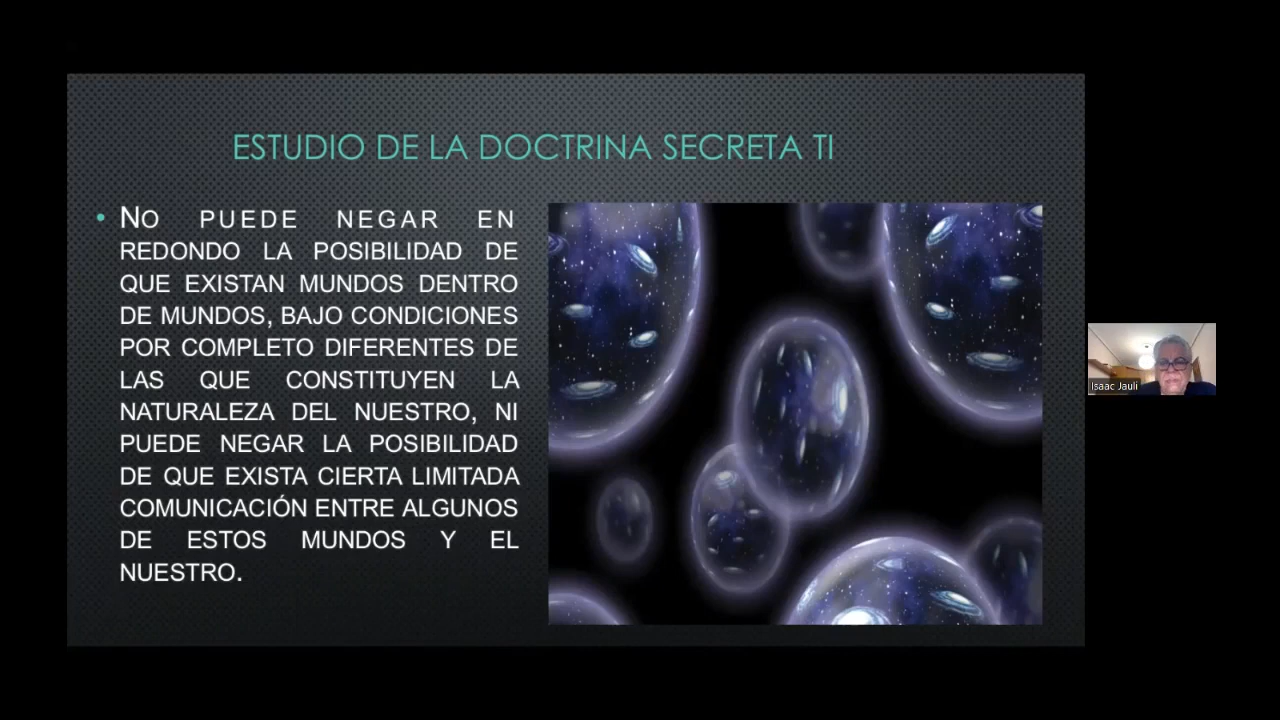 ESTUDIO DE LA DOCTRINA SECRETA TI
• NO PUEDE NEGAR EN
REDONDO LA POSIBILIDAD DE
QUE EXISTAN MUNDOS DENTRO
DE MUNDOS, BAJO CONDICIONES
POR COMPLETO DIFERENTES DE
LAS QUE CONSTITUYEN LA
NATURALEZA DEL NUESTRO, NI
PUEDE NEGAR LA POSIBILIDAD
DE QUE EXISTA CIERTA LIMITADA
COMUNICACIÓN ENTRE ALGUNOS
DE ESTOS MUNDOS Y EL
NUESTRO.
Isaac Jauli